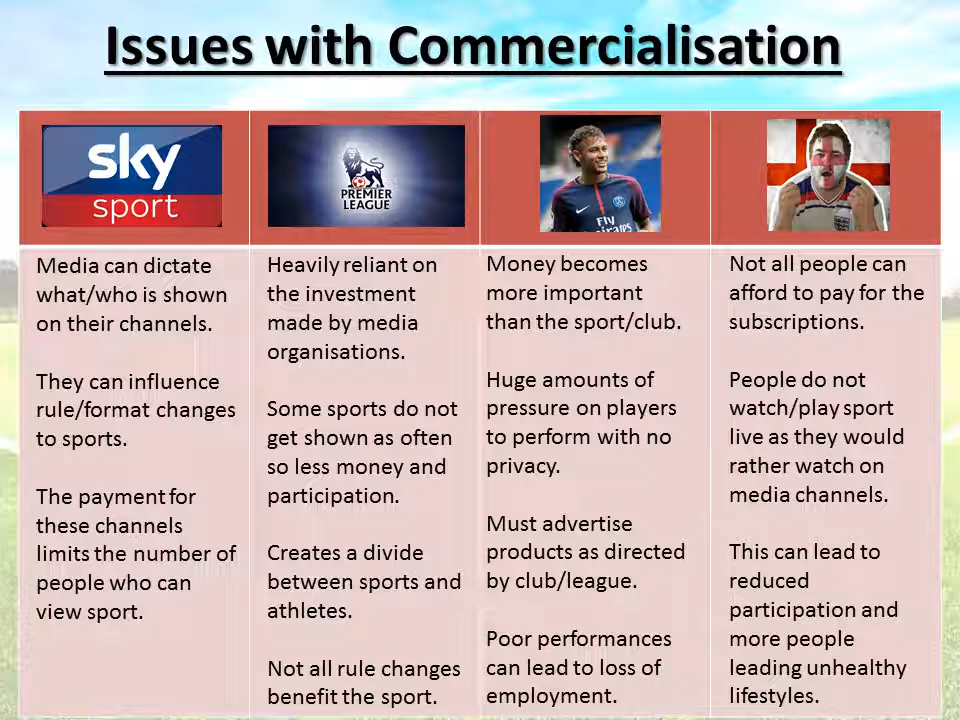 Issues with Commercialisation
sky
sport
PREMIER
LEAGUE
Fly
Emirates
Media can dictate
what/who is shown
on their channels.
They can influence
rule/format changes
to sports.
The payment for
these channels
limits the number of
people who can
view sport.
Heavily reliant on
the investment
made by media
organisations.
Some sports do not
get shown as often
so less money and
participation.
Creates a divide
between sports and
athletes.
Not all rule changes
benefit the sport.
Money becomes
more important
than the sport/club.
Huge amounts of
pressure on players
to perform with no
privacy.
Must advertise
products as directed
by club/league.
Poor performances
can lead to loss of
employment.
Not all people can
afford to pay for the
subscriptions.
People do not
watch/play sport
live as they would
rather watch on
media channels.
This can lead to
reduced
participation and
more people
leading unhealthy
lifestyles.